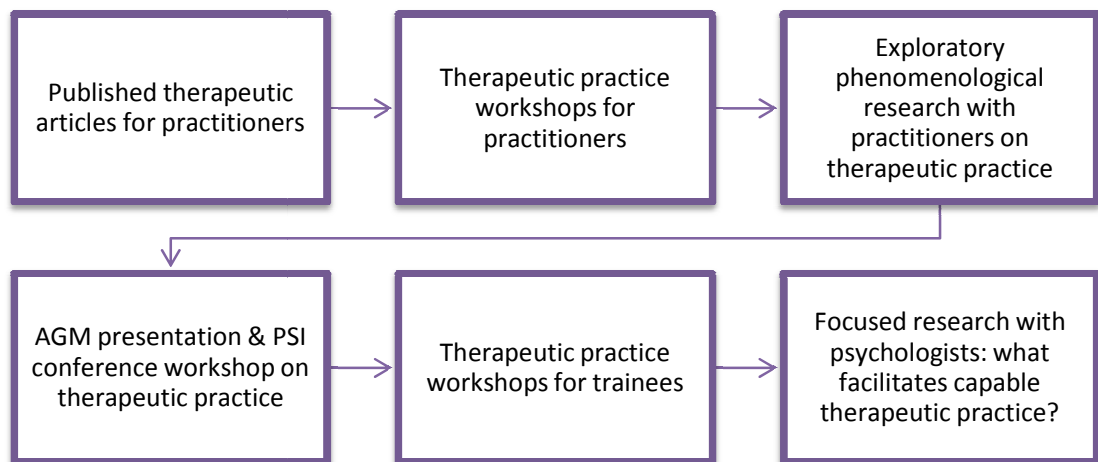 Published therapeutic
articles for practitioners
Therapeutic practice
workshops for
practitioners
Exploratory
phenomenological
research with
practitioners on
therapeutic practice
AGM presentation & PSI
conference workshop on
therapeutic practice
Therapeutic practice
workshops for trainees
Focused research with
psychologists: what
facilitates capable
therapeutic practice?